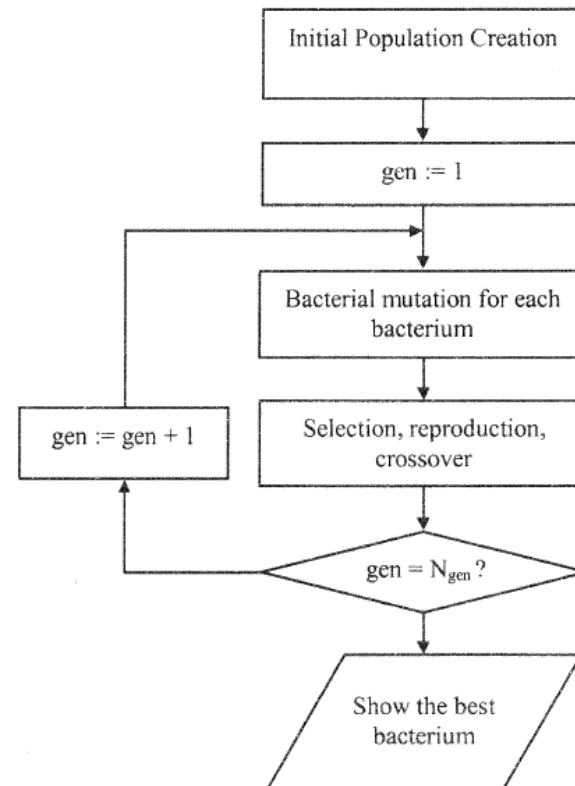 Initial Population Creation
gen := 1
Bacterial mutation for each
bacterium
Selection, reproduction,
crossover
gen := gen + 1
gen = Ngen ?
Show the best
bacterium